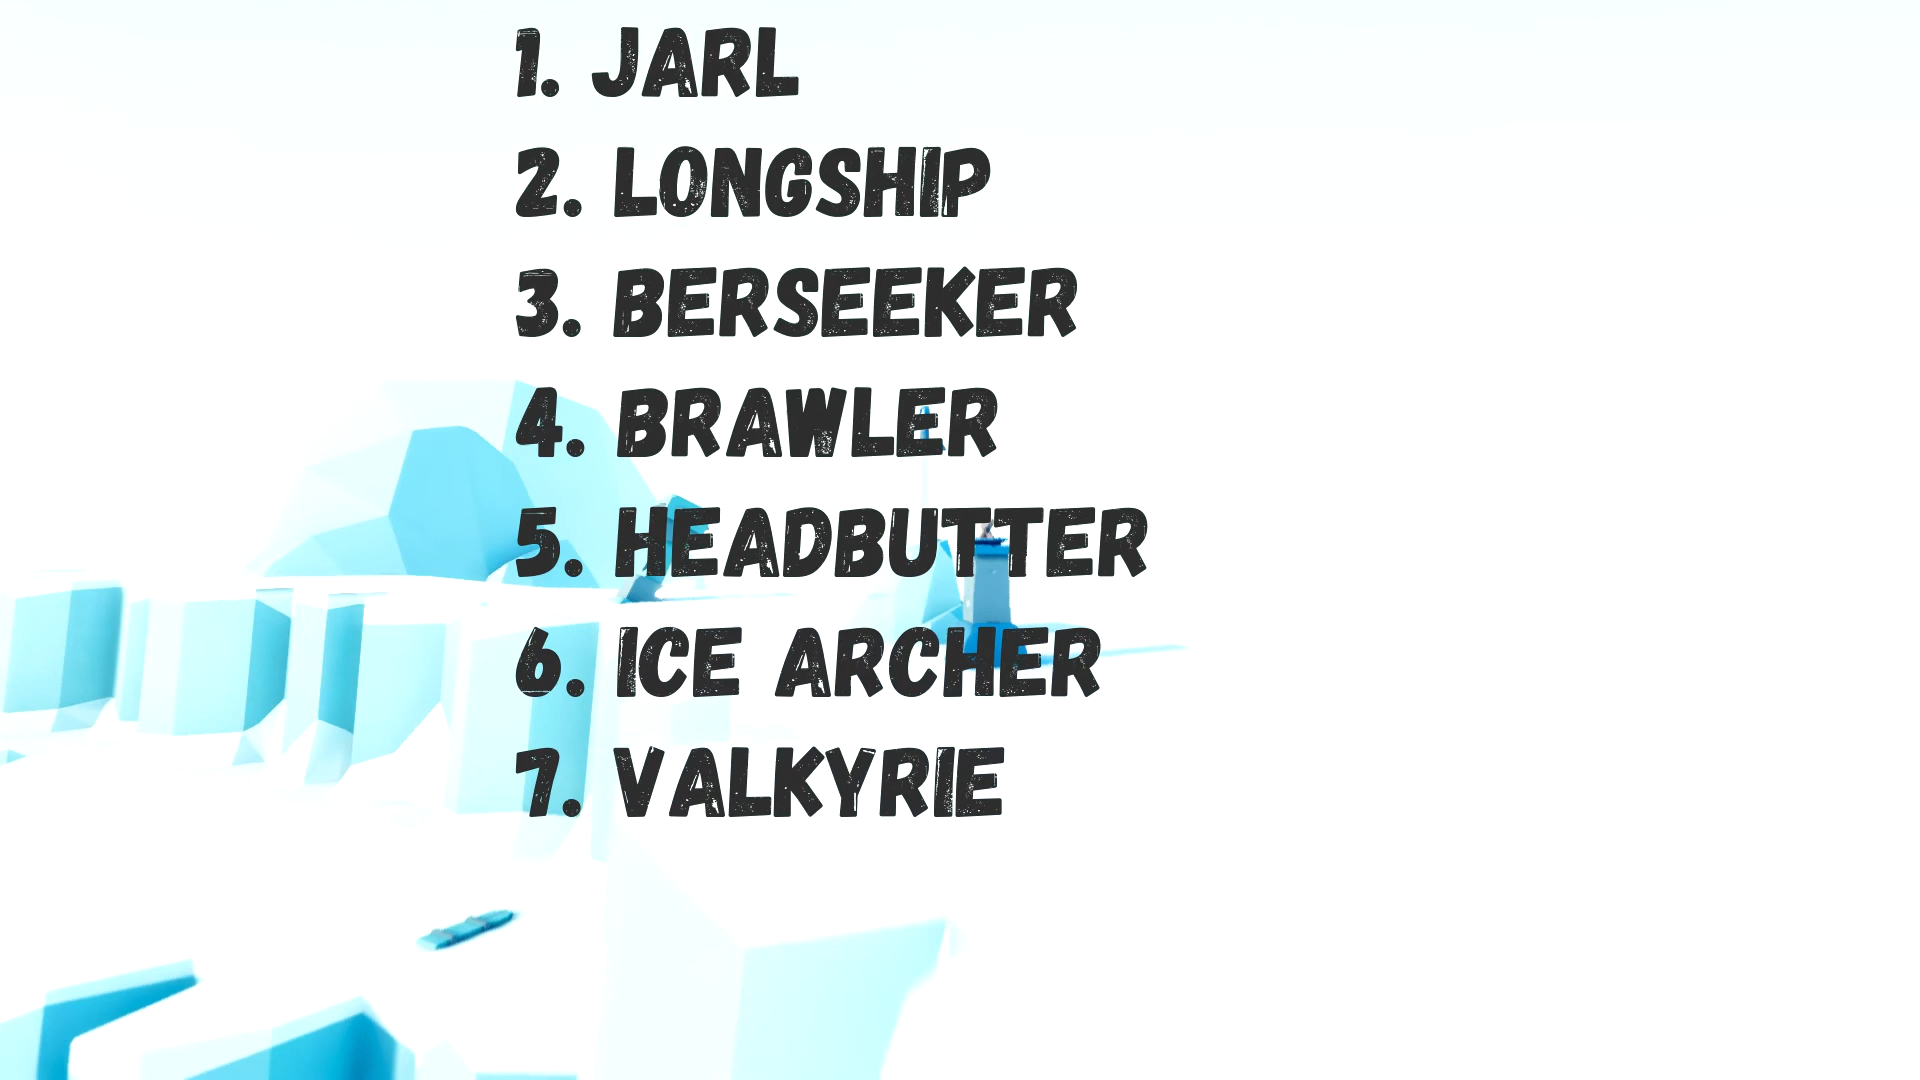 1. JARL
2. LONGSHIP
3. BERSEEKER
4. BRAWLER
5. HEADBUTTER
6. ICE ARCHER
7. VALKYRIE